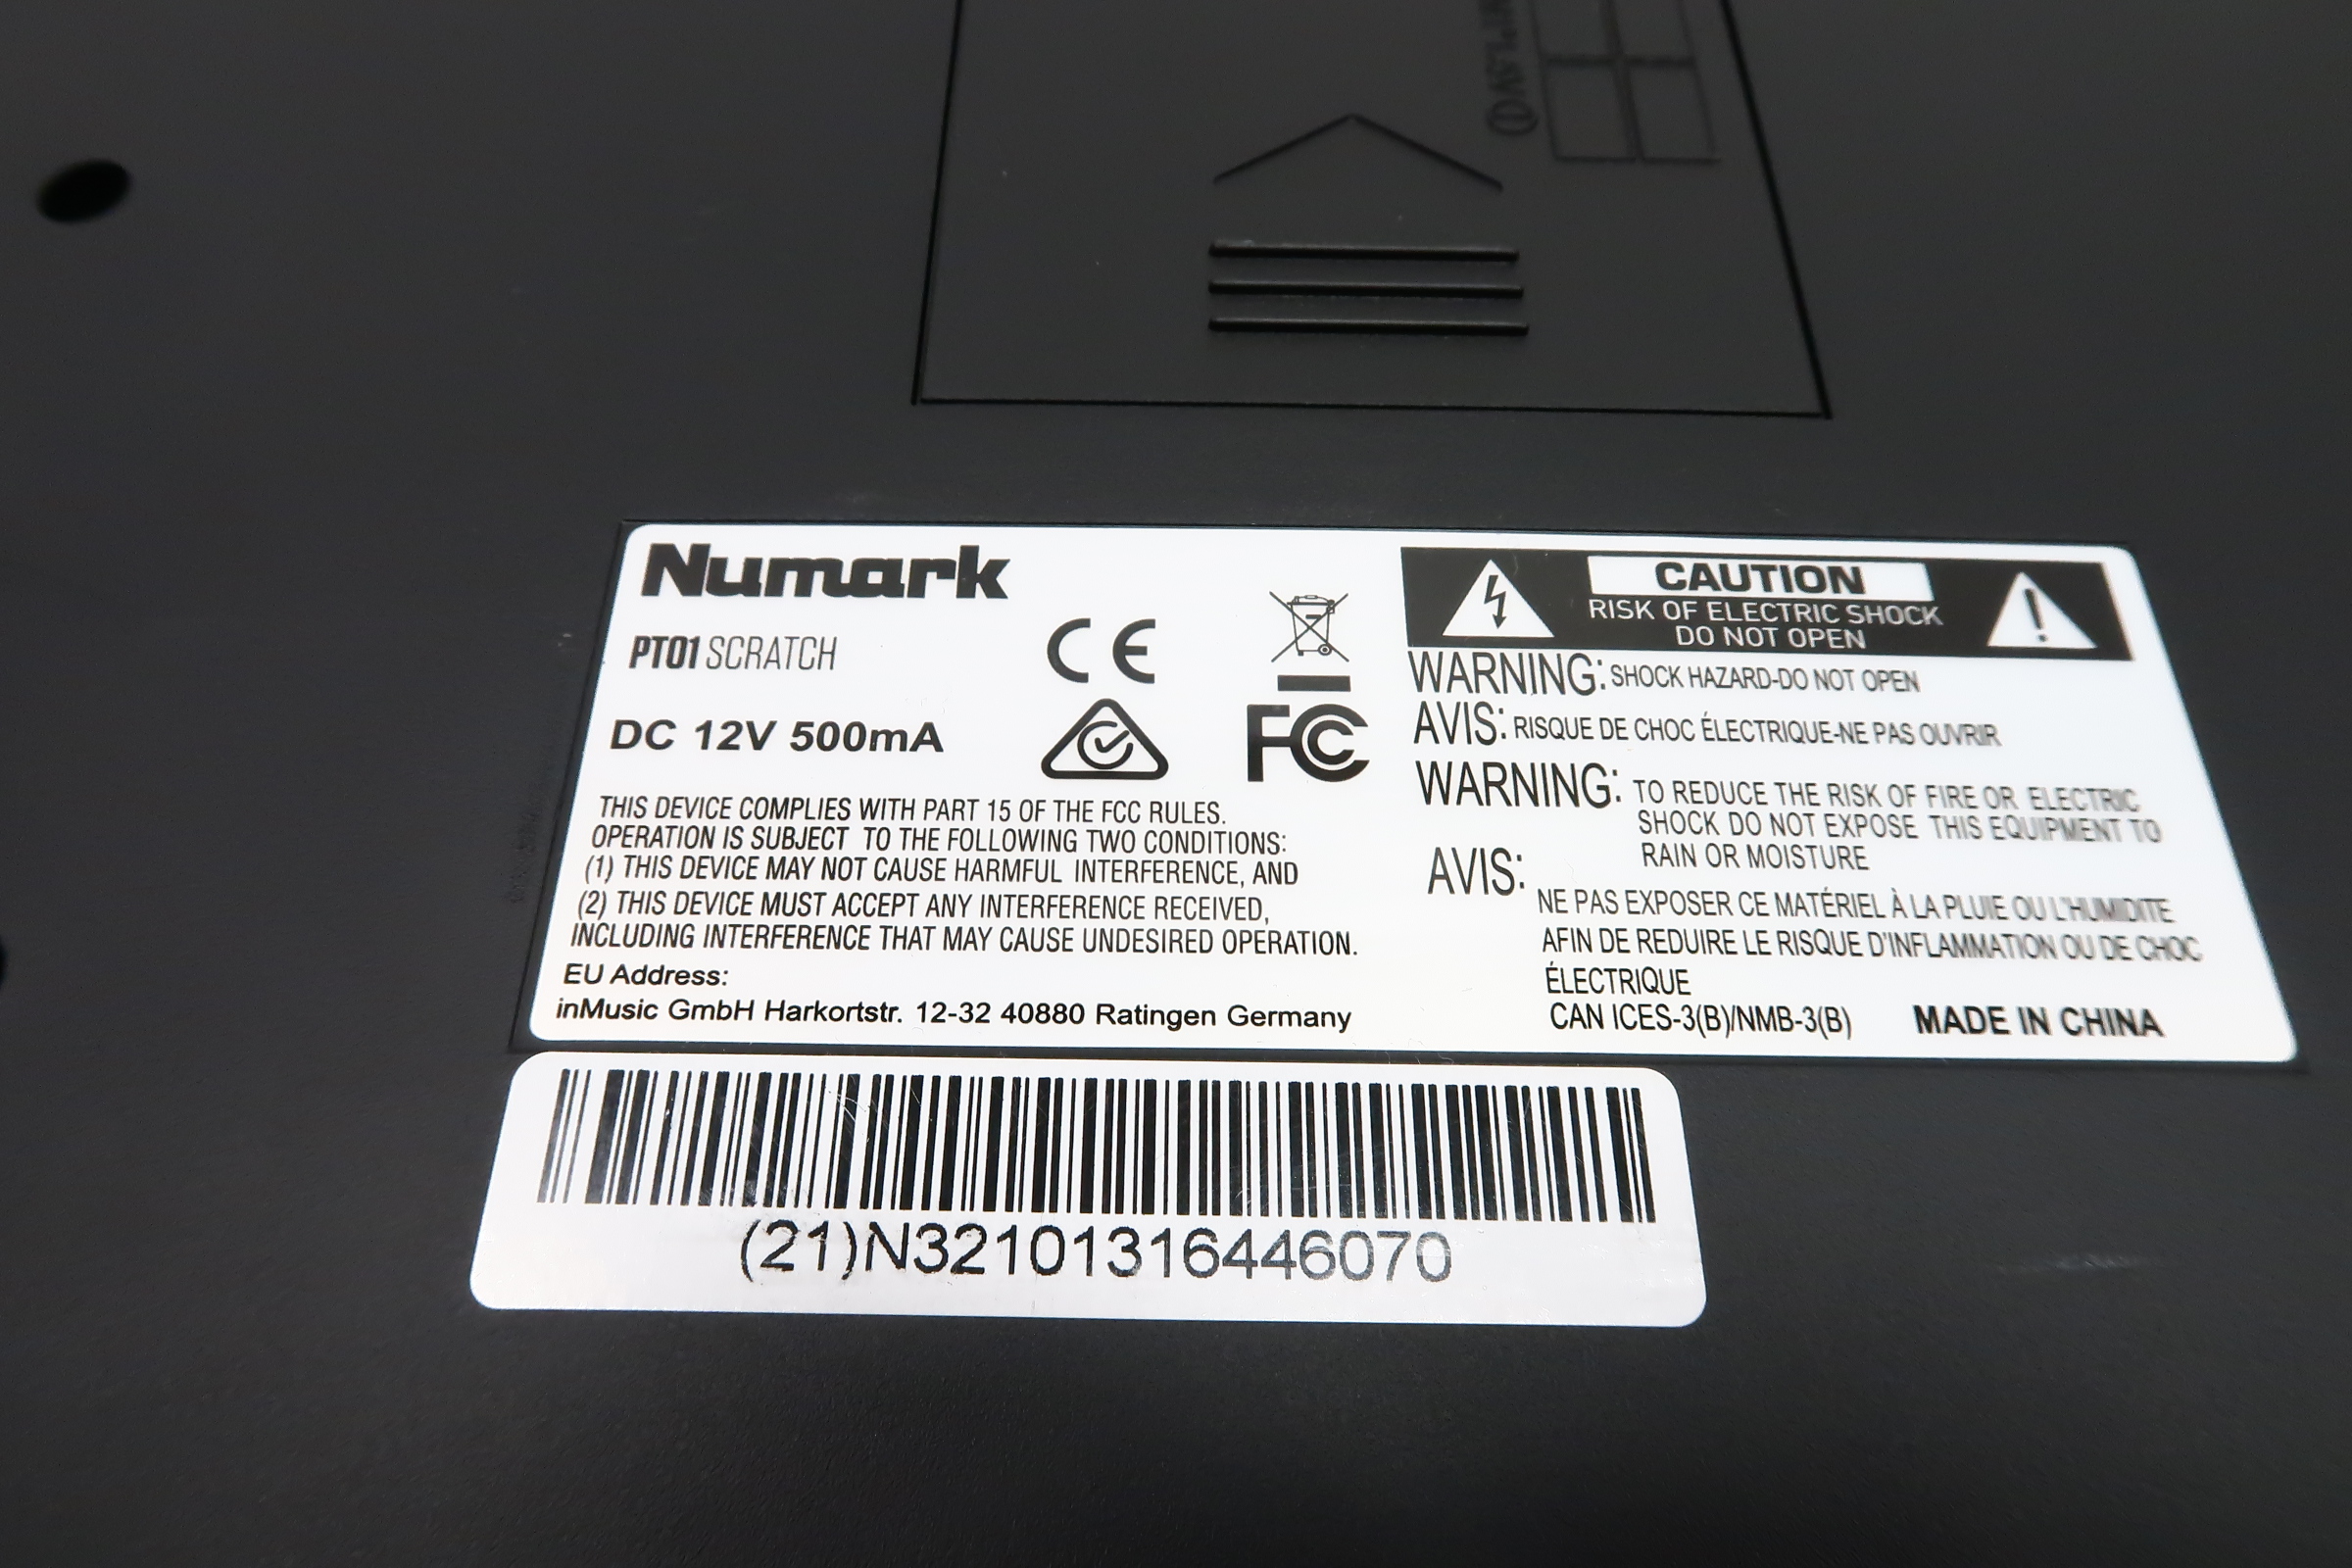 Numark
PT01 SCRATCH
DC 12V 500mA
CE
FC
THIS DEVICE COMPLIES WITH PART 15 OF THE FCC RULES.
OPERATION IS SUBJECT TO THE FOLLOWING TWO CONDITIONS:
(1) THIS DEVICE MAY NOT CAUSE HARMFUL INTERFERENCE, AND
(2) THIS DEVICE MUST ACCEPT ANY INTERFERENCE RECEIVED,
INCLUDING INTERFERENCE THAT MAY CAUSE UNDESIRED OPERATION.
EU Address:
inMusic GmbH Harkortstr. 12-32 40880 Ratingen Germany
CAUTION
RISK OF ELECTRIC SHOCK
DO NOT OPEN
WARNING: SHOCK HAZARD-DO NOT OPEN
AVIS: RISQUE DE CHOC ÉLECTRIQUE-NE PAS OUVRIR
WARNING: TO REDUCE THE RISK OF FIRE OR ELECTRIC
SHOCK DO NOT EXPOSE THIS EQUIPMENT TO
RAIN OR MOISTURE
AVIS:
NE PAS EXPOSER CE MATÉRIEL À LA PLUIE OU L'HUMIDITE
AFIN DE REDUIRE LE RISQUE D'INFLAMMATION OU DE CHOC
ÉLECTRIQUE
CAN ICES-3(B)/NMB-3(B) MADE IN CHINA
(21)N32101316446070